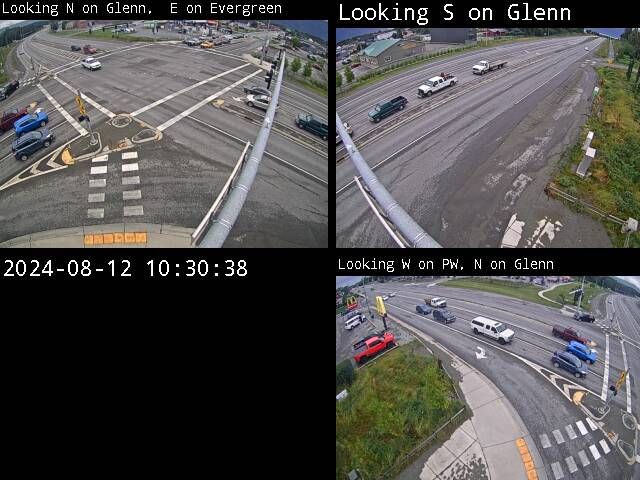 Looking N on Glenn, E on Evergreen
Looking S on Glenn
2024-08-12 10:30:38
Looking W on PW, N on Glenn